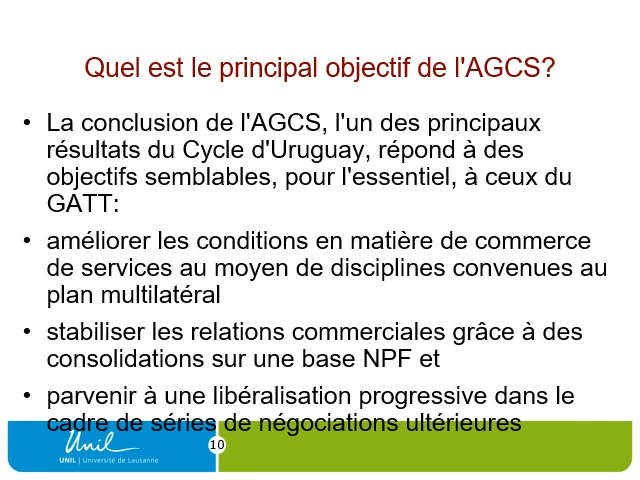 Quel est le principal objectif de l'AGCS?
• La conclusion de l'AGCS, l'un des principaux
résultats du Cycle d'Uruguay, répond à des
objectifs semblables, pour l'essentiel, à ceux du
GATT:
• améliorer les conditions en matière de commerce
de services au moyen de disciplines convenues au
plan multilatéral
• stabiliser les relations commerciales grâce à des
consolidations sur une base NPF et
• parvenir à une libéralisation progressive dans le
cadre de séries de négociations ultérieures
Unil
UNIL | Université de Lausanne
10